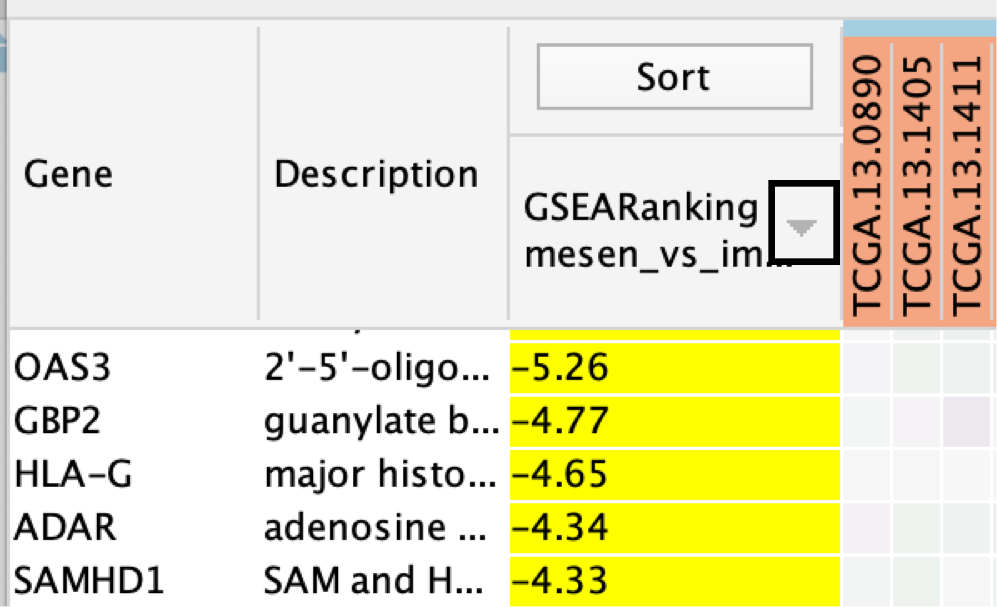 Gene
Description
Sort
GSEARanking
mesen_vs_im...
TCGA.13.0890
TCGA.13.1405
TCGA.13.1411
OAS3 2'-5'-oligo... -5.26
GBP2 guanylate b... -4.77
HLA-G major histo... -4.65
ADAR adenosine ... -4.34
SAMHD1 SAM and H... -4.33